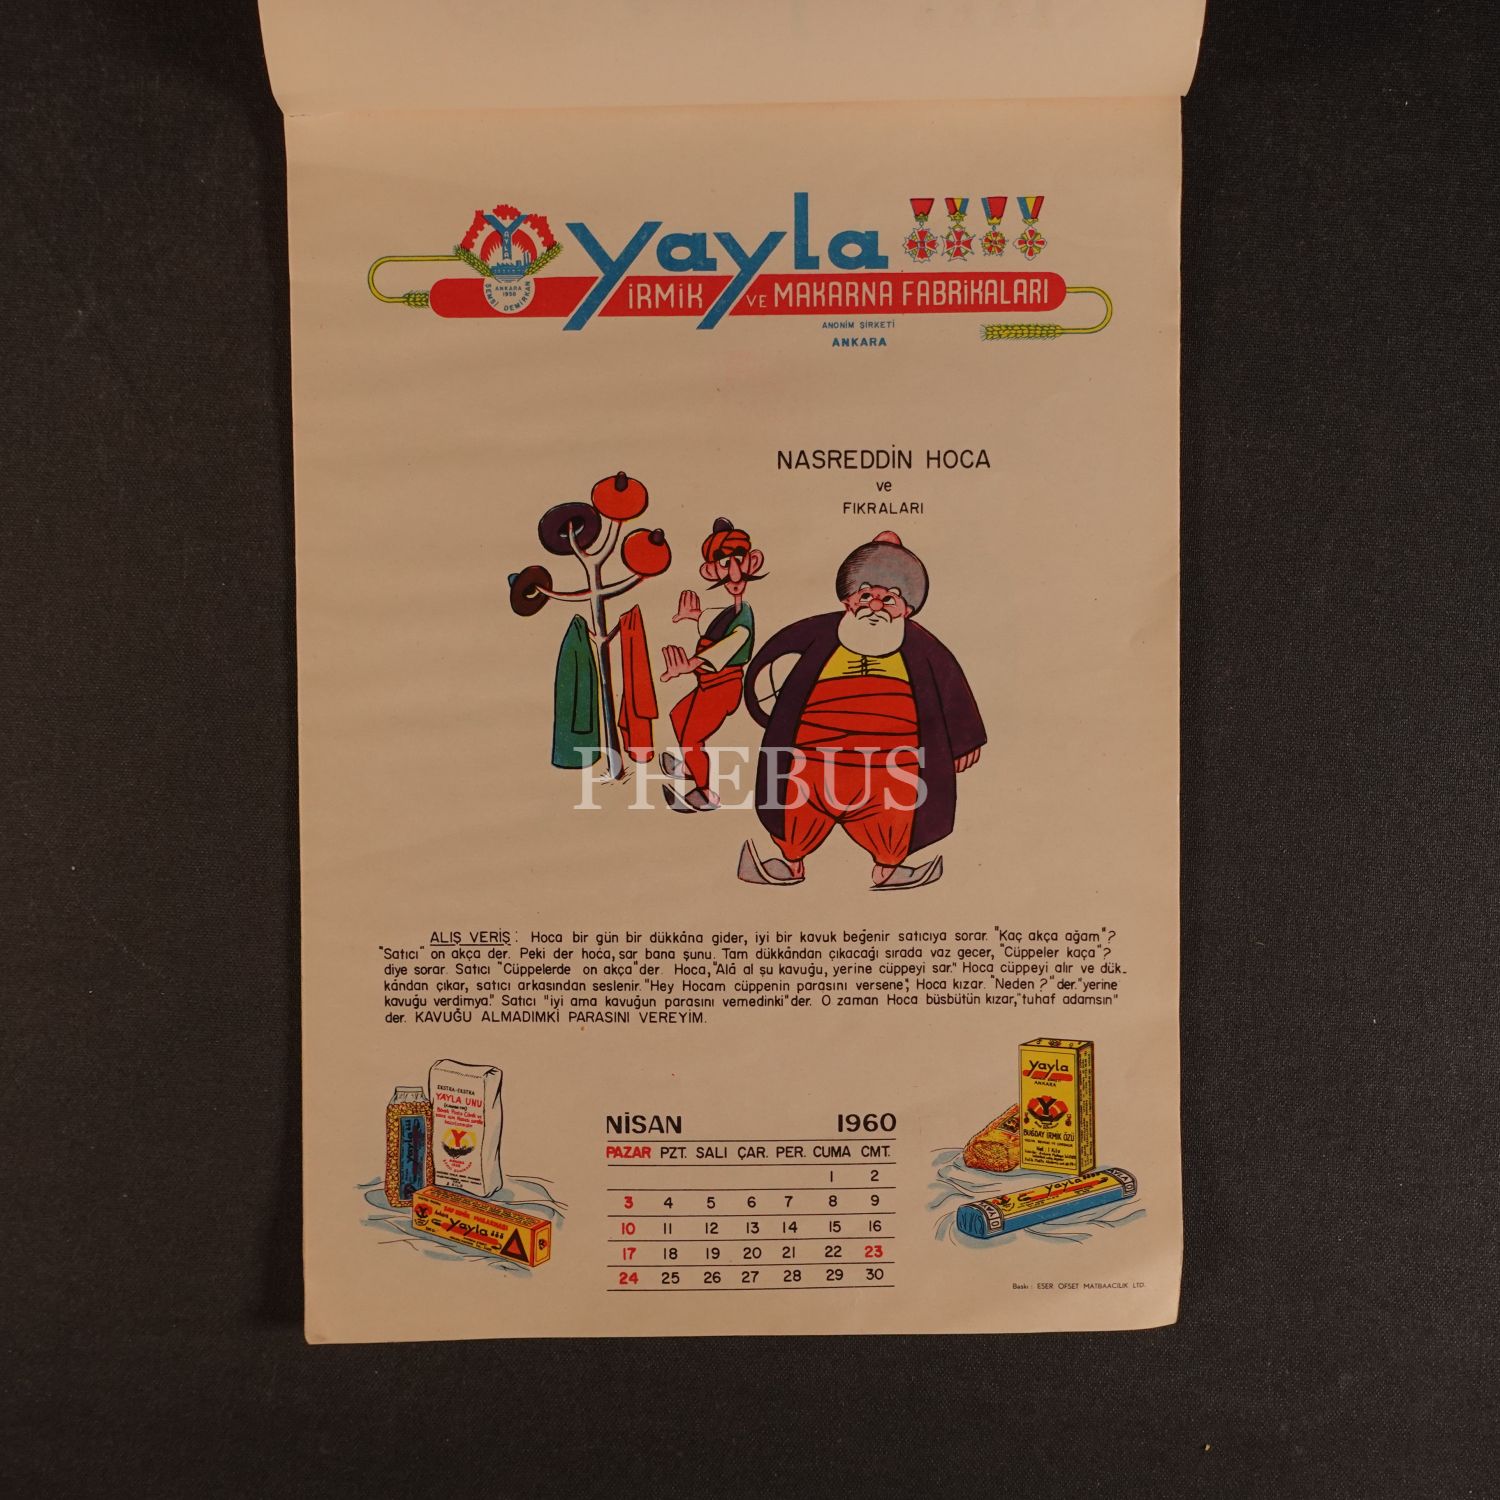 yayla
İRMİK VE MAKARNA FABRİKALARI
ANONİM ŞİRKETİ
ANKARA
YAYLA
ANKARA
1956
ŞEMSİ DEMİRKAN
NASREDDİN HOCA
ve
FIKRALARI
PHEBUS
ALIŞ VERİŞ : Hoca bir gün bir dükkâna gider, iyi bir kavuk beğenir satıcıya sorar. "Kaç akça ağam"?
"Satıcı" on akça der. Peki der hoca, sar bana şunu. Tam dükkândan çıkacağı sırada vaz geçer, "Cüppeler kaça"?
diye sorar. Satıcı "Cüppelerde on akça" der. Hoca, "Alâ al şu kavuğu, yerine cüppeyi sar." Hoca cüppeyi alır ve dük-
kândan çıkar, satıcı arkasından seslenir. "Hey Hocam cüppenin parasını versene", Hoca kızar. "Neden?" der. "yerine
kavuğu verdimya." Satıcı "iyi ama kavuğun parasını vemedinki" der. O zaman Hoca büsbütün kızar, "tuhaf adamsın"
der. KAVUĞU ALMADIMKİ PARASINI VEREYİM.
EKSTRA-EKSTRA
YAYLA UNU
yayla
yayla
ANKARA
BUĞDAY İRMİK ÖZÜ
yayla
NİSAN 1960
PAZAR PZT. SALI ÇAR. PER. CUMA CMT.
1 2
3 4 5 6 7 8 9
10 11 12 13 14 15 16
17 18 19 20 21 22 23
24 25 26 27 28 29 30
Baskı : ESER OFSET MATBAACILIK LTD.